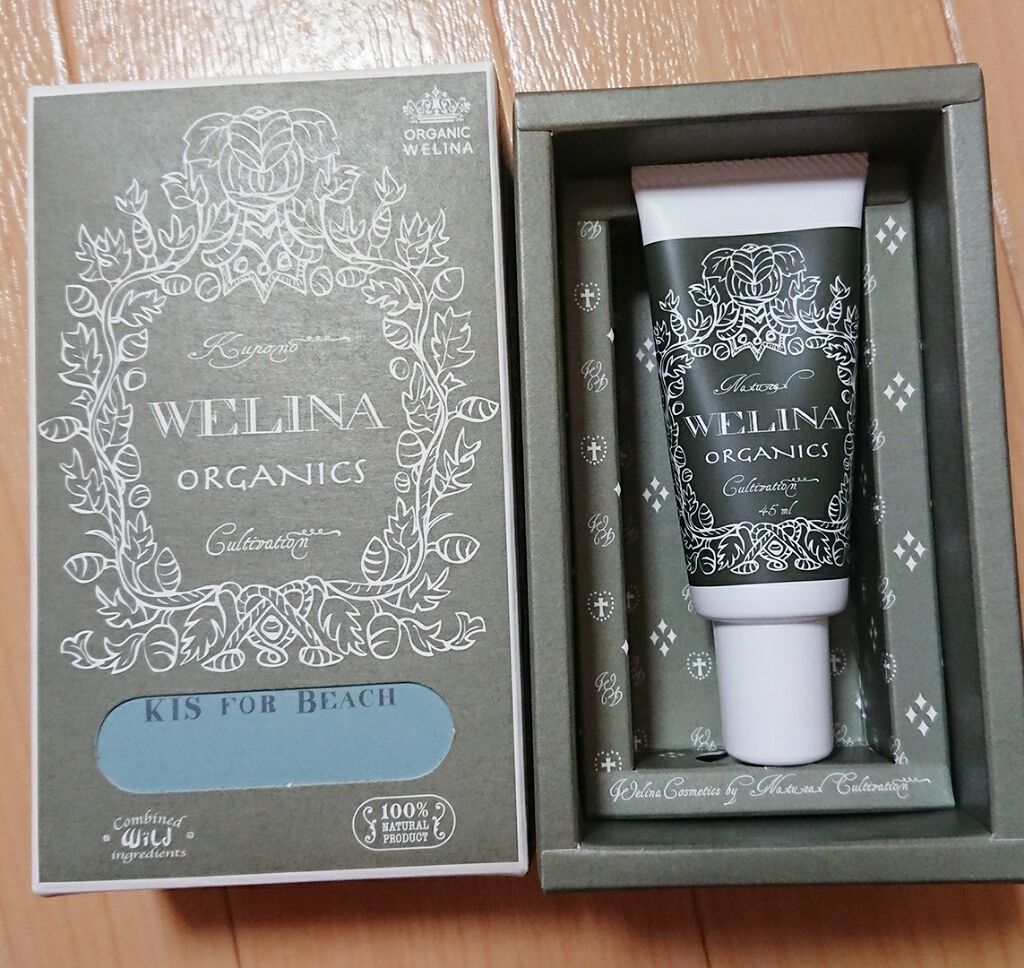 ORGANIC
WELINA
Kupono
WELINA
ORGANICS
Cultivation
KIS FOR BEACH
Combined
Wild
ingredients
100%
NATURAL
PRODUCT
Natural
WELINA
ORGANICS
Cultivation
45 ml
Welina Cosmetics by Natural Cultivation